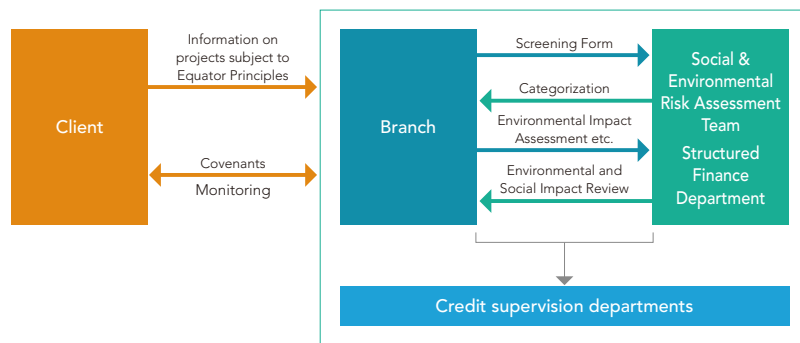 Client
Information on
projects subject to
Equator Principles
Covenants
Monitoring
Branch
Screening Form
Categorization
Environmental Impact
Assessment etc.
Environmental and
Social Impact Review
Social &
Environmental
Risk Assessment
Team
Structured
Finance
Department
Credit supervision departments